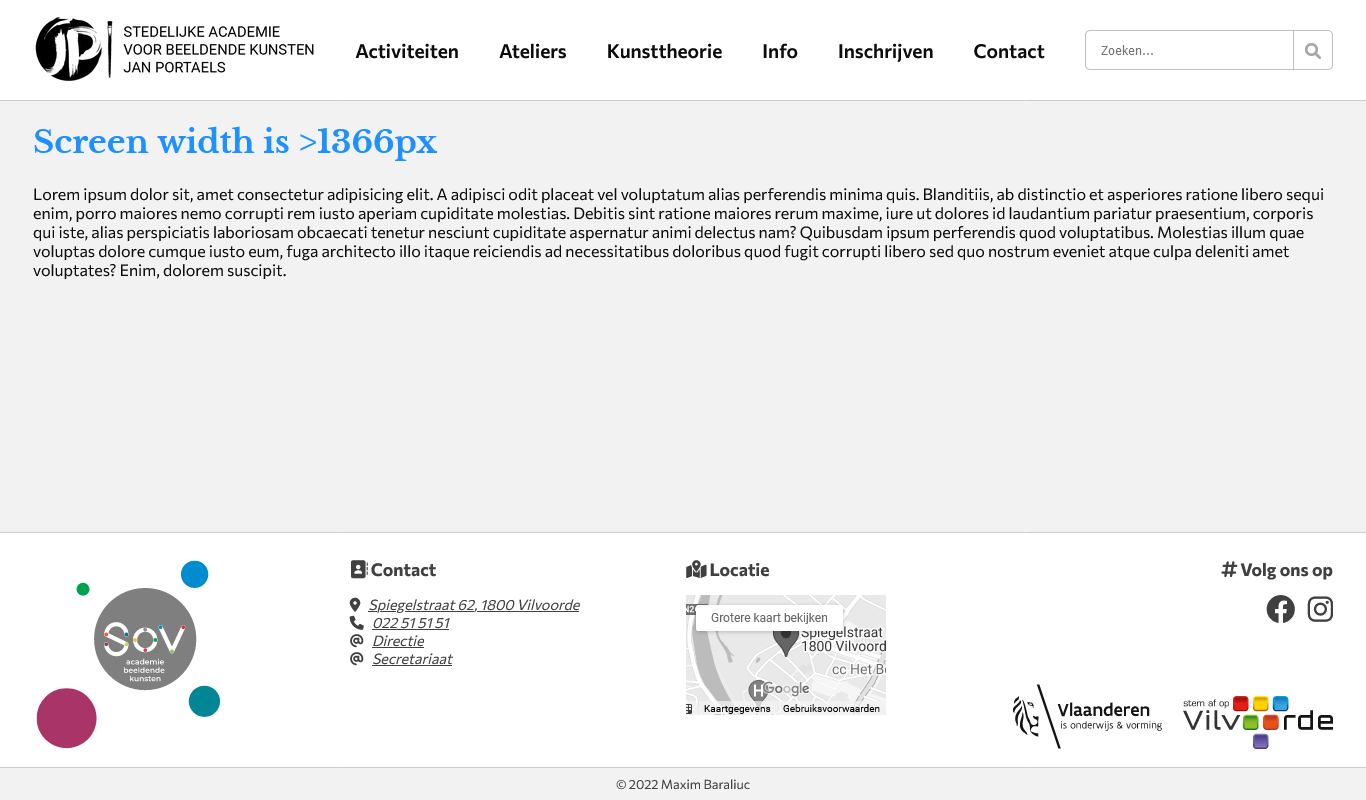 JP
STEDELIJKE ACADEMIE
VOOR BEELDENDE KUNSTEN
JAN PORTAELS
Activiteiten
Ateliers
Kunsttheorie
Info
Inschrijven
Contact
Zoeken...
Screen width is >1366px
Lorem ipsum dolor sit, amet consectetur adipisicing elit. A adipisci odit placeat vel voluptatum alias perferendis minima quis. Blanditiis, ab distinctio et asperiores ratione libero sequi
enim, porro maiores nemo corrupti rem iusto aperiam cupiditate molestias. Debitis sint ratione maiores rerum maxime, iure ut dolores id laudantium pariatur praesentium, corporis
qui iste, alias perspiciatis laboriosam obcaecati tenetur nesciunt cupiditate aspernatur animi delectus nam? Quibusdam ipsum perferendis quod voluptatibus. Molestias illum quae
voluptas dolore cumque iusto eum, fuga architecto illo itaque reiciendis ad necessitatibus doloribus quod fugit corrupti libero sed quo nostrum eveniet atque culpa deleniti amet
voluptates? Enim, dolorem suscipit.
SOV
academie
beeldende
kunsten
Contact
Spiegelstraat 62, 1800 Vilvoorde
022 51 51 51
Directie
Secretariaat
Locatie
Grotere kaart bekijken
Spiegelstraat
1800 Vilvoord
cc Het Be
H
Google
Kaartgegevens
Gebruiksvoorwaarden
# Volg ons op
Vlaanderen
is onderwijs & vorming
stem af op
Vilvoorde
© 2022 Maxim Baraliuc